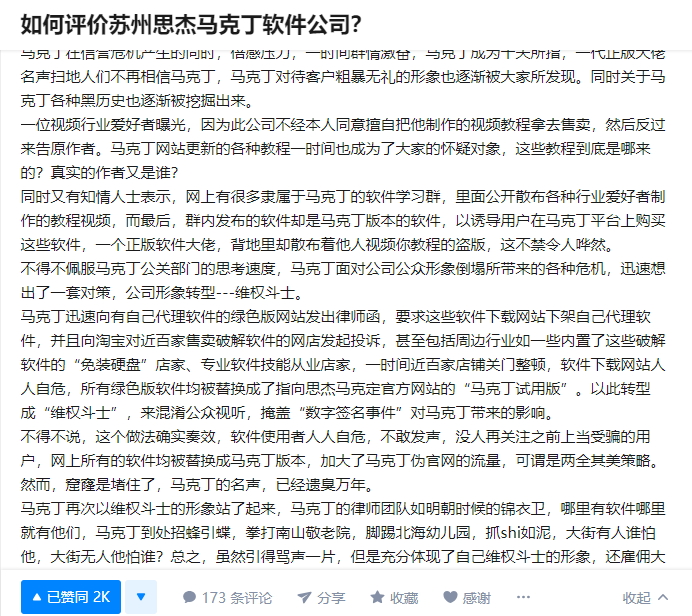 如何评价苏州思杰马克丁软件公司?
马克丁在信誉危机产生的同时，倍感压力，一时间群情激奋，马克丁成为千夫所指，一代正版大佬
名声扫地人们不再相信马克丁，马克丁对待客户粗暴无礼的形象也逐渐被大家所发现。同时关于马
克丁各种黑历史也逐渐被挖掘出来。
一位视频行业爱好者曝光，因为此公司不经本人同意擅自把他制作的视频教程拿去售卖，然后反过
来告原作者。马克丁网站更新的各种教程一时间也成为了大家的怀疑对象，这些教程到底是哪来
的？真实的作者又是谁?
同时又有知情人士表示，网上有很多隶属于马克丁的软件学习群，里面公开散布各种行业爱好者制
作的教程视频，而最后，群内发布的软件却是马克丁版本的软件，以诱导用户在马克丁平台上购买
这些软件，一个正版软件大佬，背地里却散布着他人视频你教程的盗版，这不禁令人哗然。
不得不佩服马克丁公关部门的思考速度，马克丁面对公司公众形象倒塌所带来的各种危机，迅速想
出了一套对策，公司形象转型---维权斗士。
马克丁迅速向有自己代理软件的绿色版网站发出律师函，要求这些软件下载网站下架自己代理软
件，并且向淘宝对近百家售卖破解软件的网店发起投诉，甚至包括周边行业如一些内置了这些破解
软件的“免装硬盘”店家、专业软件技能从业店家，一时间近百家店铺关门整顿，软件下载网站人
人自危，所有绿色版软件均被替换成了指向思杰马克定官方网站的“马克丁试用版”。以此转型
成“维权斗士”，来混淆公众视听，掩盖“数字签名事件”对马克丁带来的影响。
不得不说，这个做法确实奏效，软件使用者人人自危，不敢发声，没人再关注之前上当受骗的用
户，网上所有的软件均被替换成马克丁版本，加大了马克丁伪官网的流量，可谓是两全其美策略。
然而，窟窿是堵住了，马克丁的名声，已经遗臭万年。
马克丁再次以维权斗士的形象站了起来，马克丁的律师团队如明朝时候的锦衣卫，哪里有软件哪里
就有他们，马克丁到处招蜂引蝶，拳打南山敬老院，脚踢北海幼儿园，抓shi如泥，大街有人谁怕
他，大街无人他怕谁？总之，虽然引得骂声一片，但是充分体现了自己维权斗士的形象，还雇佣大
已赞同 2K 173 条评论 分享 收藏 感谢 ··· 收起